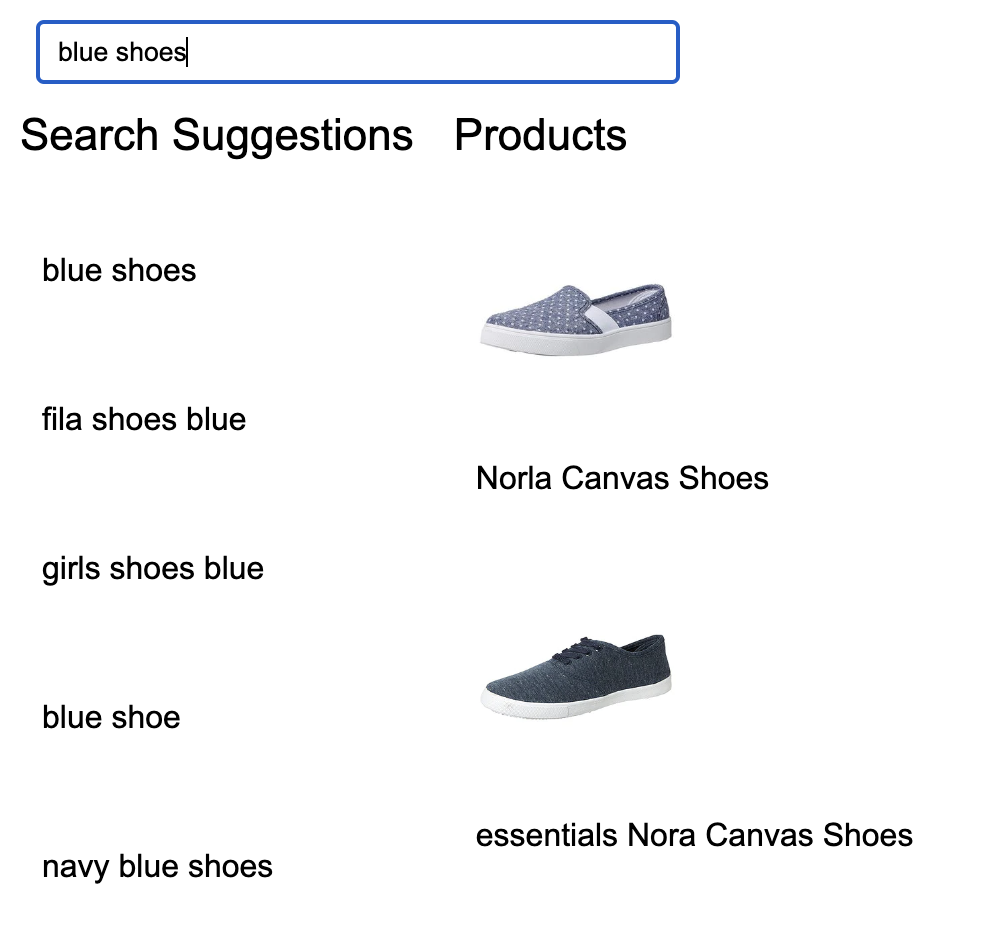 blue shoes
Search Suggestions
Products
blue shoes
fila shoes blue
girls shoes blue
blue shoe
navy blue shoes
Norla Canvas Shoes
essentials Nora Canvas Shoes